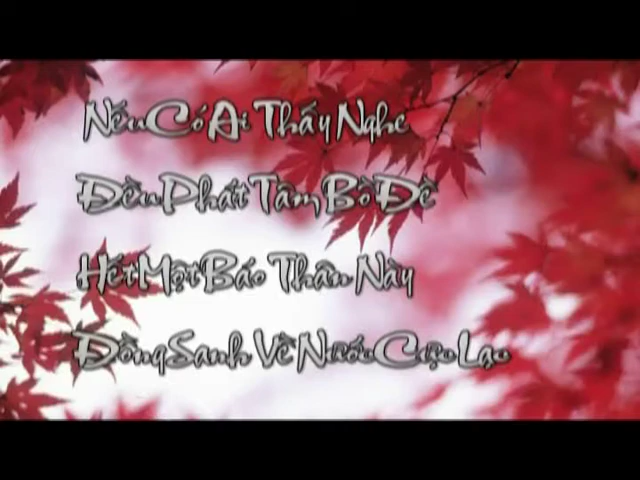 Nếu Có Ai Thấy Nghe
Đều Phát Tâm Bồ Đề
Hết Một Báo Thân Này
Đồng Sanh Về Nước Cực Lạc